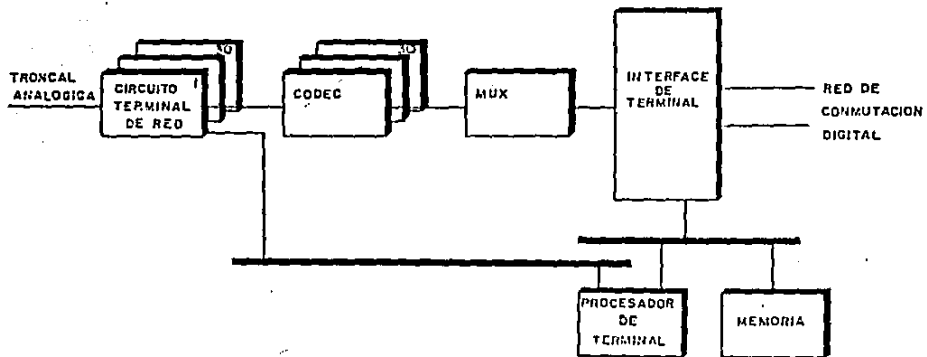 TRONCAL
ANALOGICA
30
1
CIRCUITO
TERMINAL
DE RED
30
CODEC
MUX
INTERFACE
DE
TERMINAL
RED DE
CONMUTACION
DIGITAL
PROCESADOR
DE
TERMINAL
MEMORIA